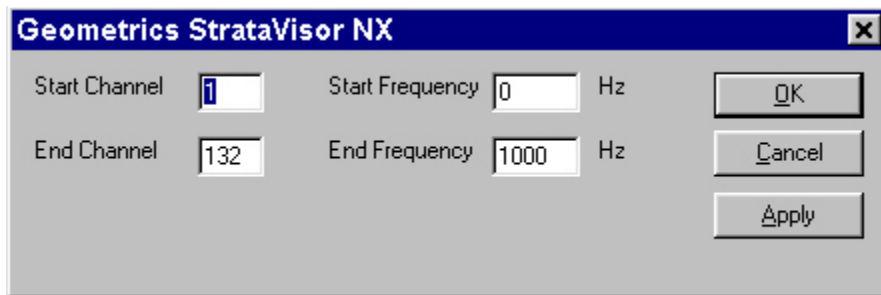 Geometrics StrataVisor NX
Start Channel 1 Start Frequency 0 Hz OK
End Channel 132 End Frequency 1000 Hz Cancel
Apply